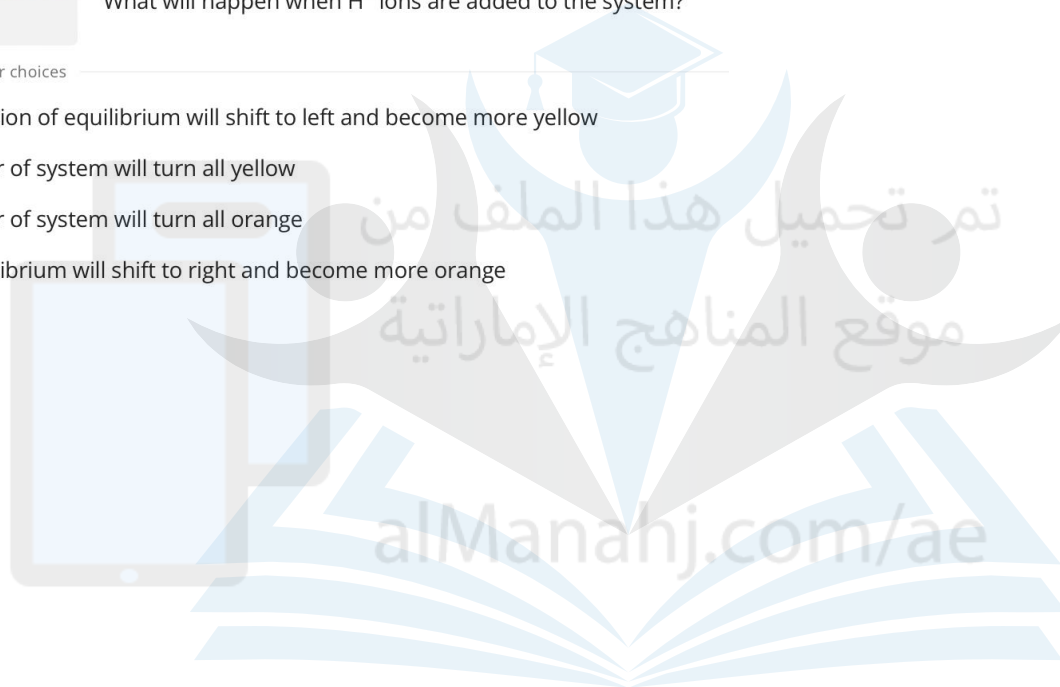 What will happen when H⁺ ions are added to the system?
r choices
ion of equilibrium will shift to left and become more yellow
r of system will turn all yellow
r of system will turn all orange
ibrium will shift to right and become more orange
تم تحميل هذا الملف من
موقع المناهج الإماراتية
alManahj.com/ae